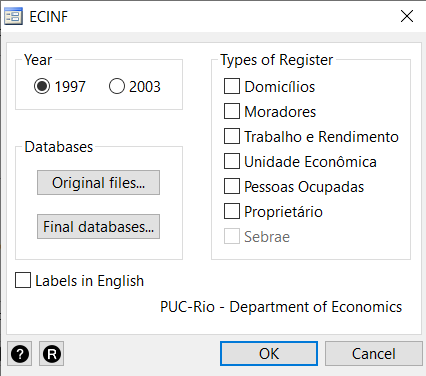 ECINF
Year
1997
2003
Databases
Original files...
Final databases...
Types of Register
Domicílios
Moradores
Trabalho e Rendimento
Unidade Econômica
Pessoas Ocupadas
Proprietário
Sebrae
Labels in English
PUC-Rio - Department of Economics
?
R
OK
Cancel